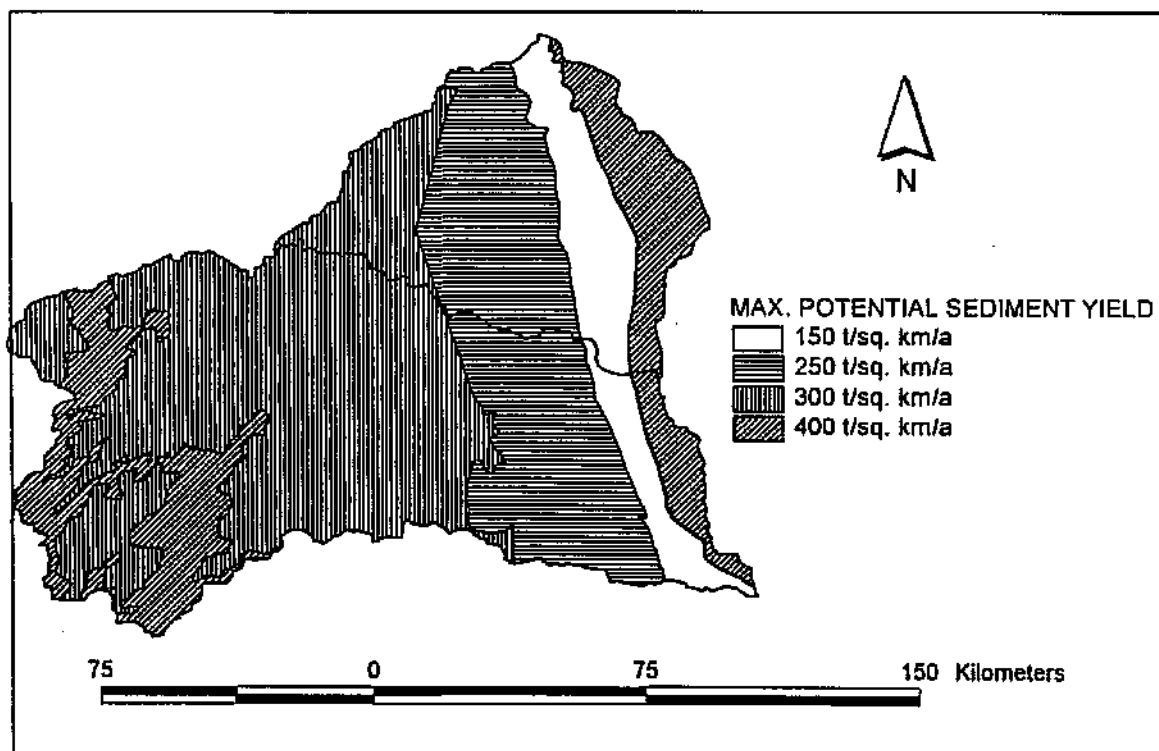 N
MAX. POTENTIAL SEDIMENT YIELD
150 t/sq. km/a
250 t/sq. km/a
300 t/sq. km/a
400 t/sq. km/a
75 0 75 150 Kilometers